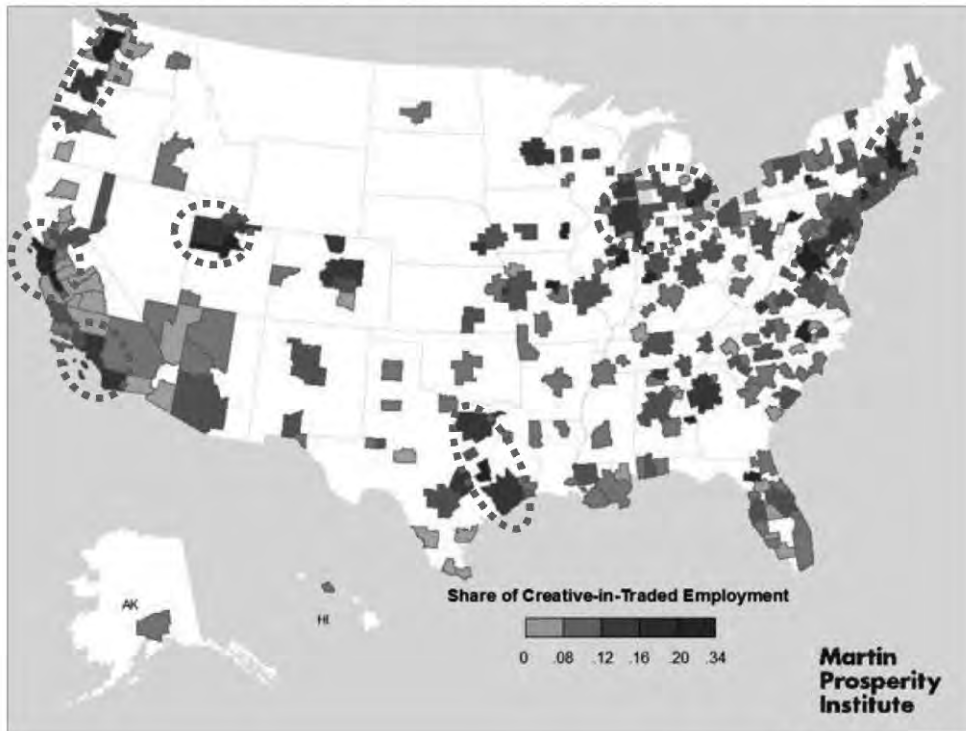 AK
HI
Share of Creative-in-Traded Employment
0 .08 .12 .16 .20 .34
Martin
Prosperity
Institute